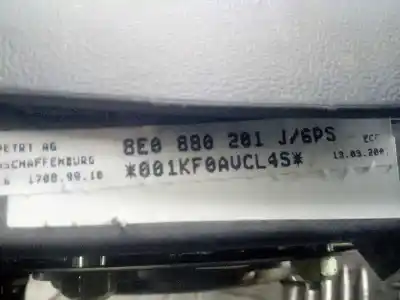 PETRI AG 8E0 880 201 J/6PS
ASCHAFFENBURG *001KF0AVCL4S* 13.03.200
1708.99.10